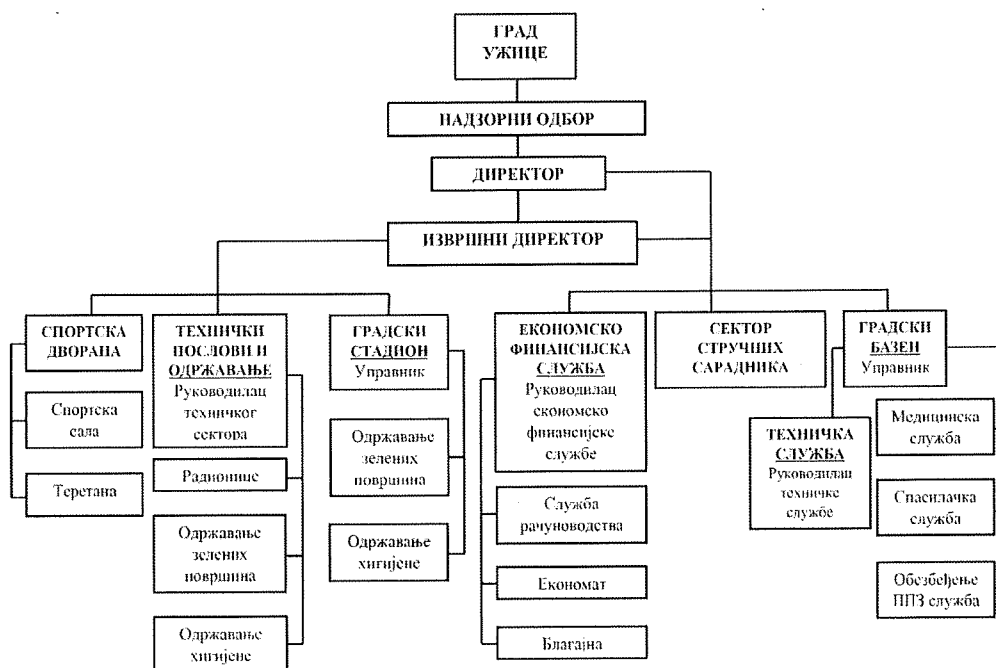 ГРАД
УЖИЦЕ
НАДЗОРНИ ОДБОР
ДИРЕКТОР
ИЗВРШНИ ДИРЕКТОР
СПОРТСКА
ДВОРАНА
Спортска
сала
Теретана
ТЕХНИЧКИ
ПОСЛОВИ И
ОДРЖАВАЊЕ
Руководилац
техничког
сектора
Радионице
Одржавање
зелених
површина
Одржавање
хигијене
ГРАДСКИ
СТАДИОН
Управник
Одржавање
зелених
површина
Одржавање
хигијене
ЕКОНОМСКО
ФИНАНСИЈСКА
СЛУЖБА
Руководилац
економско
финансијске
службе
Служба
рачуноводства
Економат
Благајна
СЕКТОР
СТРУЧНИХ
САРАДНИКА
ГРАДСКИ
БАЗЕН
Управник
ТЕХНИЧКА
СЛУЖБА
Руководилац
техничке
службе
Медицинска
служба
Спасилачка
служба
Обезбеђење
ППЗ служба